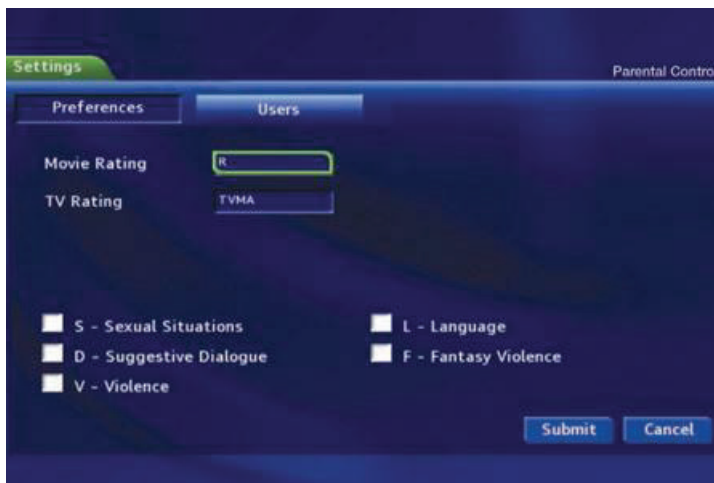 Settings
Parental Contro
Preferences
Users
Movie Rating
R
TV Rating
TVMA
S - Sexual Situations
L - Language
D - Suggestive Dialogue
F - Fantasy Violence
V - Violence
Submit
Cancel